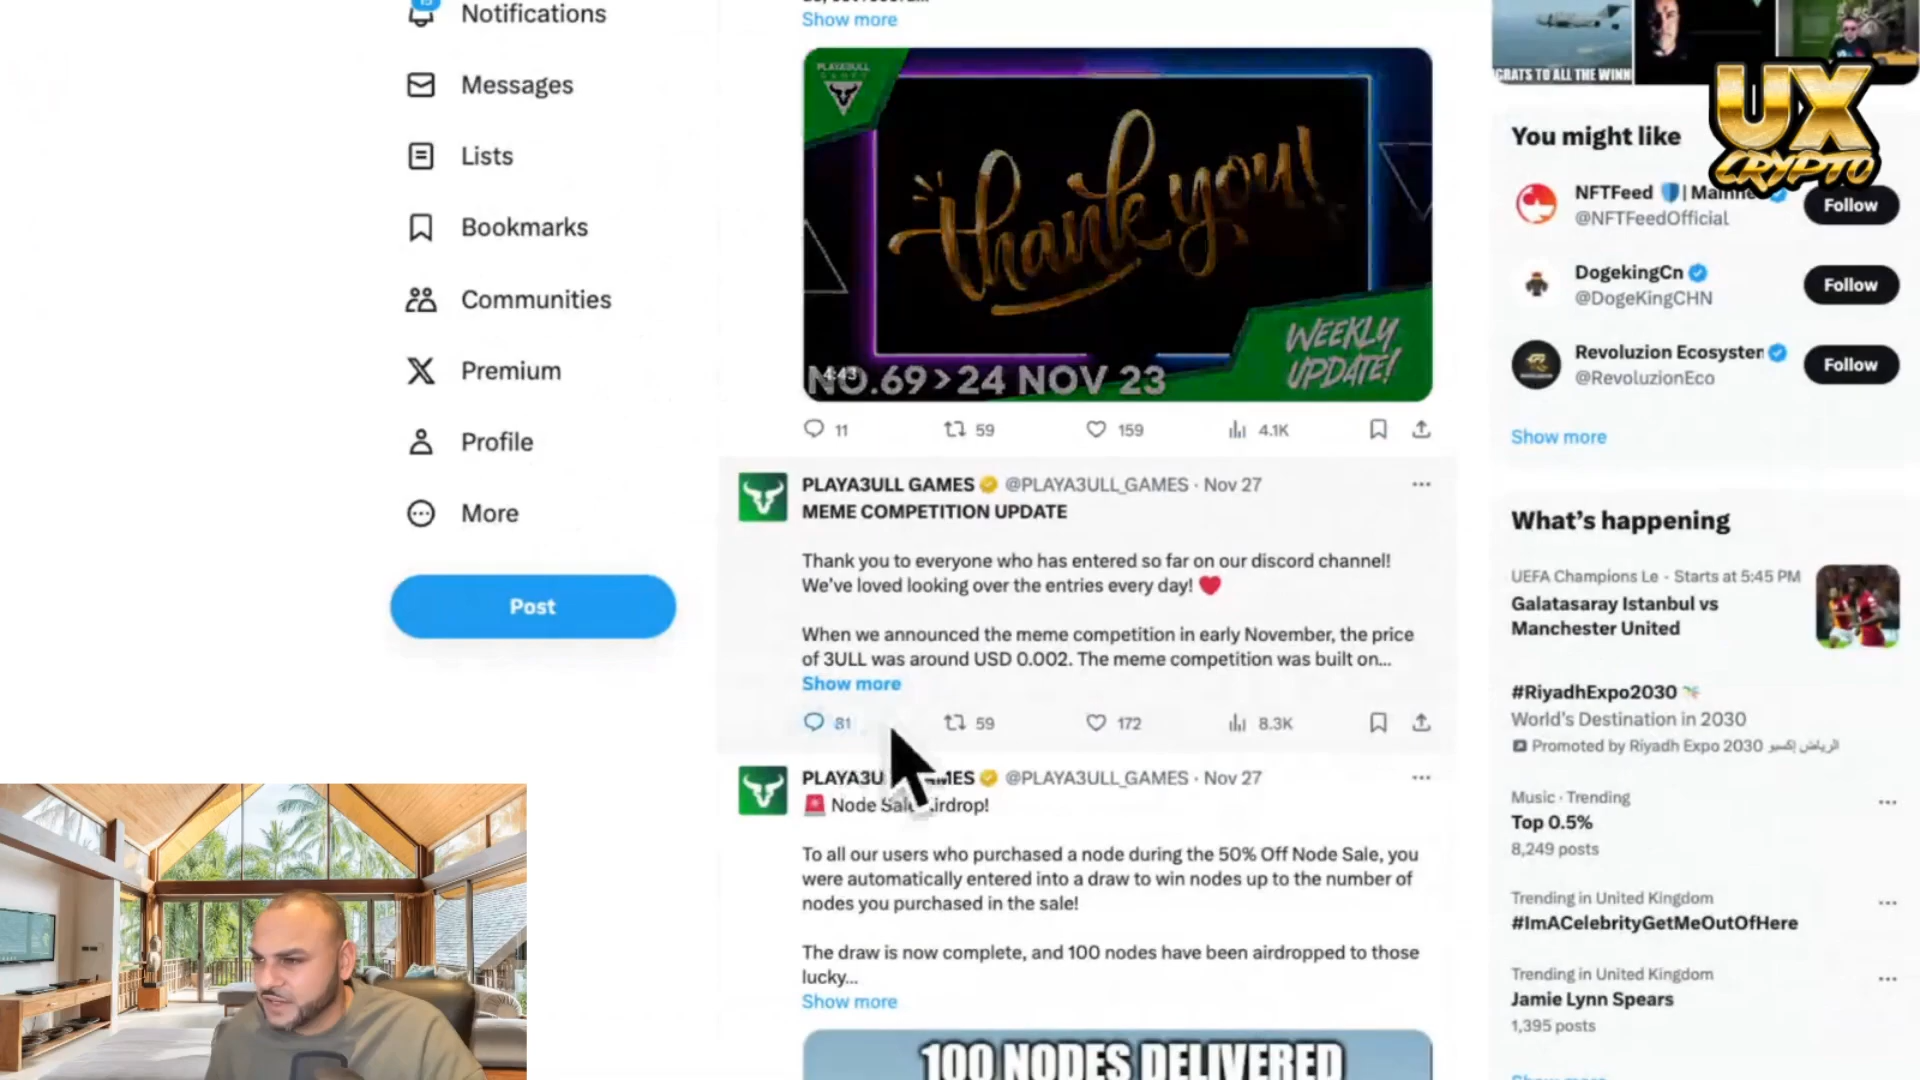 15
Notifications
Messages
Lists
Bookmarks
Communities
Premium
Profile
More
Post
Show more
PLAYA3ULL
GAMES
thank you!
WEEKLY
UPDATE!
4:43
NO.69 > 24 NOV 23
11
59
159
4.1K
PLAYA3ULL GAMES @PLAYA3ULL_GAMES · Nov 27
MEME COMPETITION UPDATE
Thank you to everyone who has entered so far on our discord channel!
We've loved looking over the entries every day! ❤️
When we announced the meme competition in early November, the price
of 3ULL was around USD 0.002. The meme competition was built on...
Show more
81
59
172
8.3K
@PLAYA3ULL_GAMES · Nov 27
🚨 Node
To all our users who purchased a node during the 50% Off Node Sale, you
were automatically entered into a draw to win nodes up to the number of
nodes you purchased in the sale!
The draw is now complete, and 100 nodes have been airdropped to those
lucky...
Show more
100 NODES DELIVERED
UX
CRYPTO
You might like
NFTFeed
@NFTFeedOfficial
Follow
DogekingCn
@DogeKingCHN
Follow
Revoluzion Ecosyster
@RevoluzionEco
Follow
Show more
What's happening
UEFA Champions Le · Starts at 5:45 PM
Galatasaray Istanbul vs
Manchester United
#RiyadhExpo2030
World's Destination in 2030
Promoted by Riyadh Expo 2030 الرياض إكسبو
Music · Trending
Top 0.5%
8,249 posts
Trending in United Kingdom
#ImACelebrityGetMeOutOfHere
Trending in United Kingdom
Jamie Lynn Spears
1,395 posts